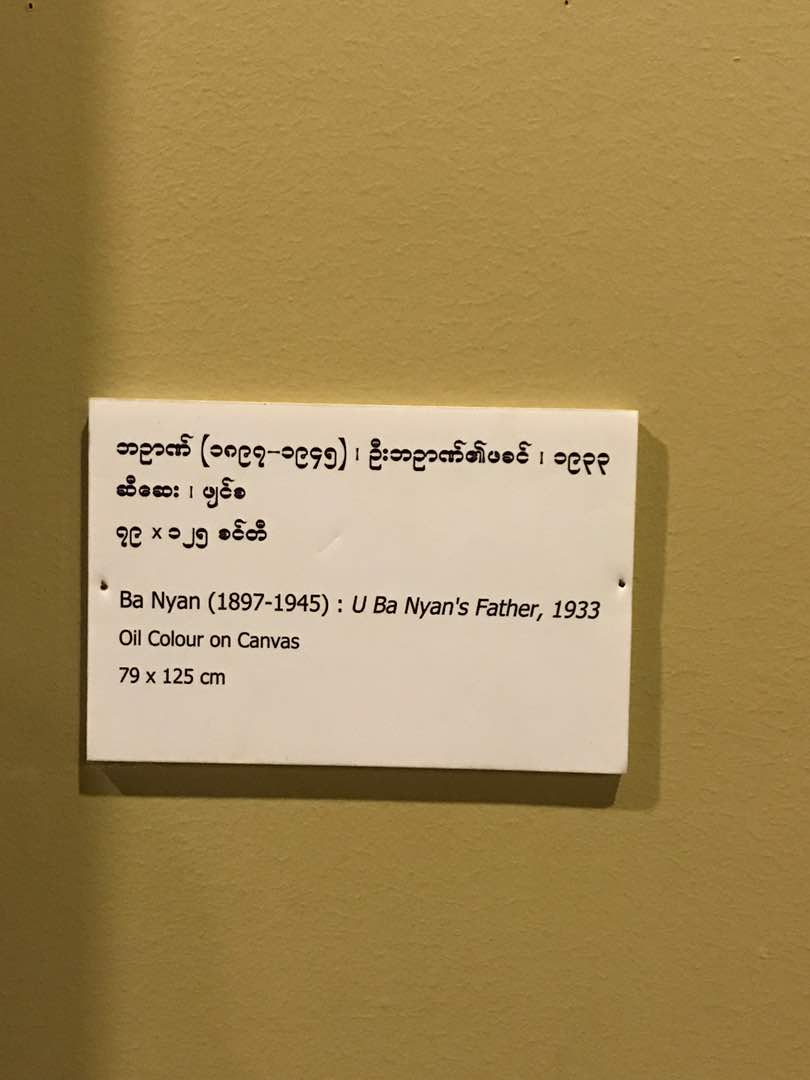 ဘဉာဏ် (၁၈၉၇–၁၉၄၅) ၊ ဦးဘဉာဏ်၏ဖခင် ၊ ၁၉၃၃
ဆီဆေး ၊ ဖျင်စ
၇၉ x ၁၂၅ စင်တီ
Ba Nyan (1897-1945) : U Ba Nyan's Father, 1933
Oil Colour on Canvas
79 x 125 cm